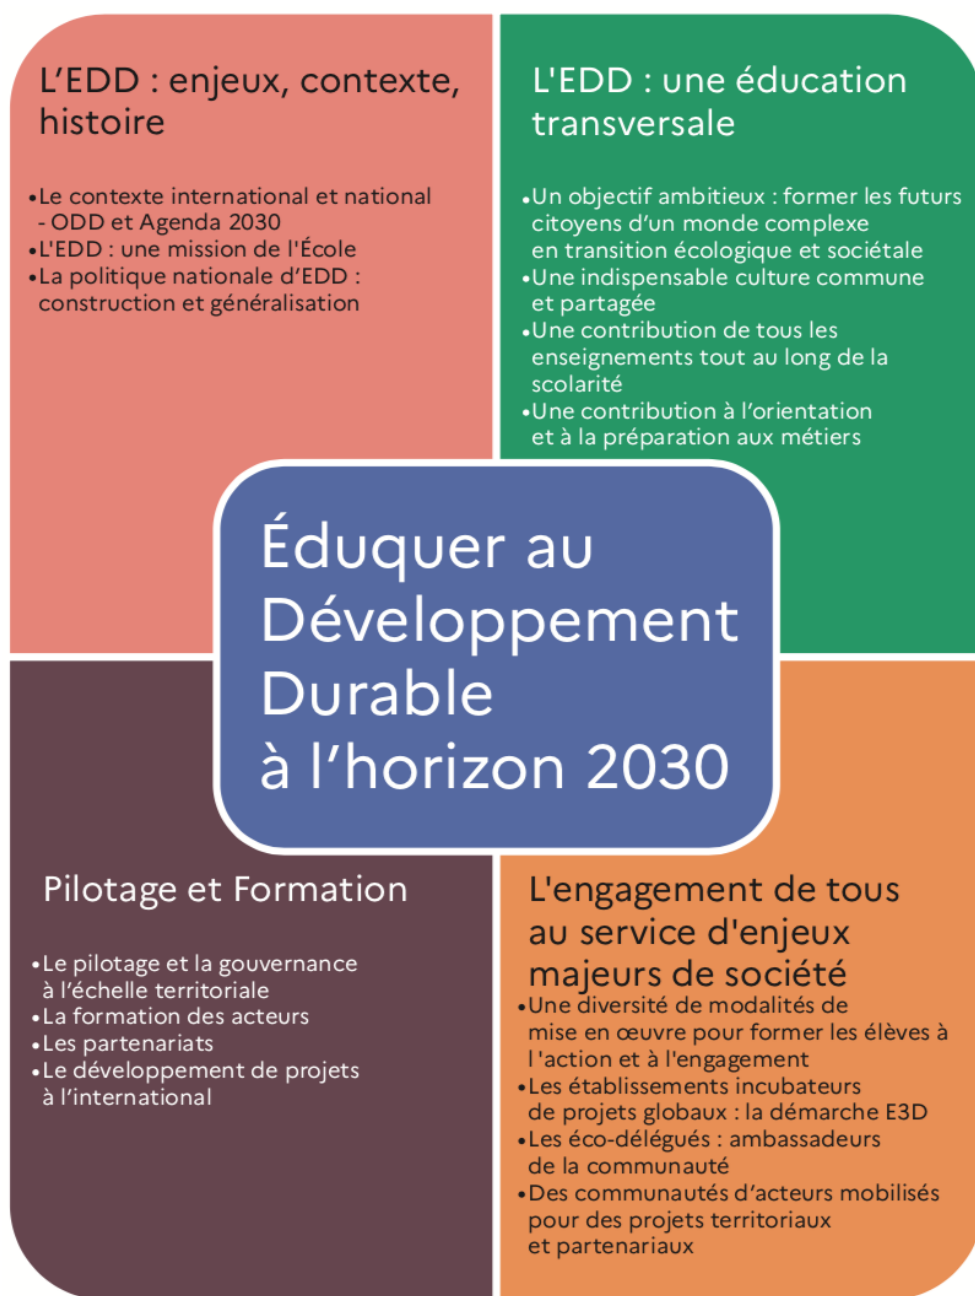 L’EDD : enjeux, contexte,
histoire
•Le contexte international et national
- ODD et Agenda 2030
•L'EDD : une mission de l'École
•La politique nationale d’EDD :
construction et généralisation
L'EDD : une éducation
transversale
•Un objectif ambitieux : former les futurs
citoyens d’un monde complexe
en transition écologique et sociétale
•Une indispensable culture commune
et partagée
•Une contribution de tous les
enseignements tout au long de la
scolarité
•Une contribution à l’orientation
et à la préparation aux métiers
Éduquer au
Développement
Durable
à l’horizon 2030
Pilotage et Formation
•Le pilotage et la gouvernance
à l’échelle territoriale
•La formation des acteurs
•Les partenariats
•Le développement de projets
à l’international
L'engagement de tous
au service d'enjeux
majeurs de société
•Une diversité de modalités de
mise en œuvre pour former les élèves à
l'action et à l'engagement
•Les établissements incubateurs
de projets globaux : la démarche E3D
•Les éco-délégués : ambassadeurs
de la communauté
•Des communautés d’acteurs mobilisés
pour des projets territoriaux
et partenariaux